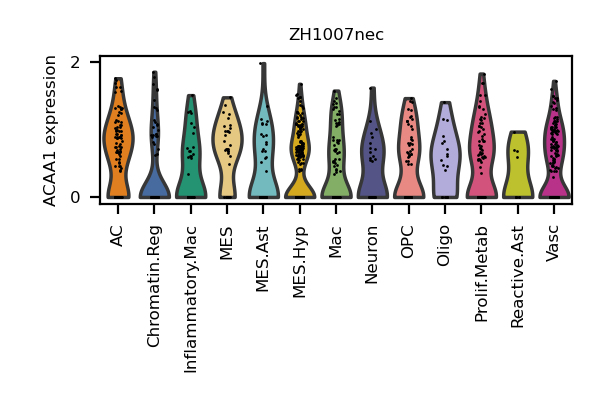 ZH1007nec
ACAA1 expression
2
0
AC
Chromatin.Reg
Inflammatory.Mac
MES
MES.Ast
MES.Hyp
Mac
Neuron
OPC
Oligo
Prolif.Metab
Reactive.Ast
Vasc